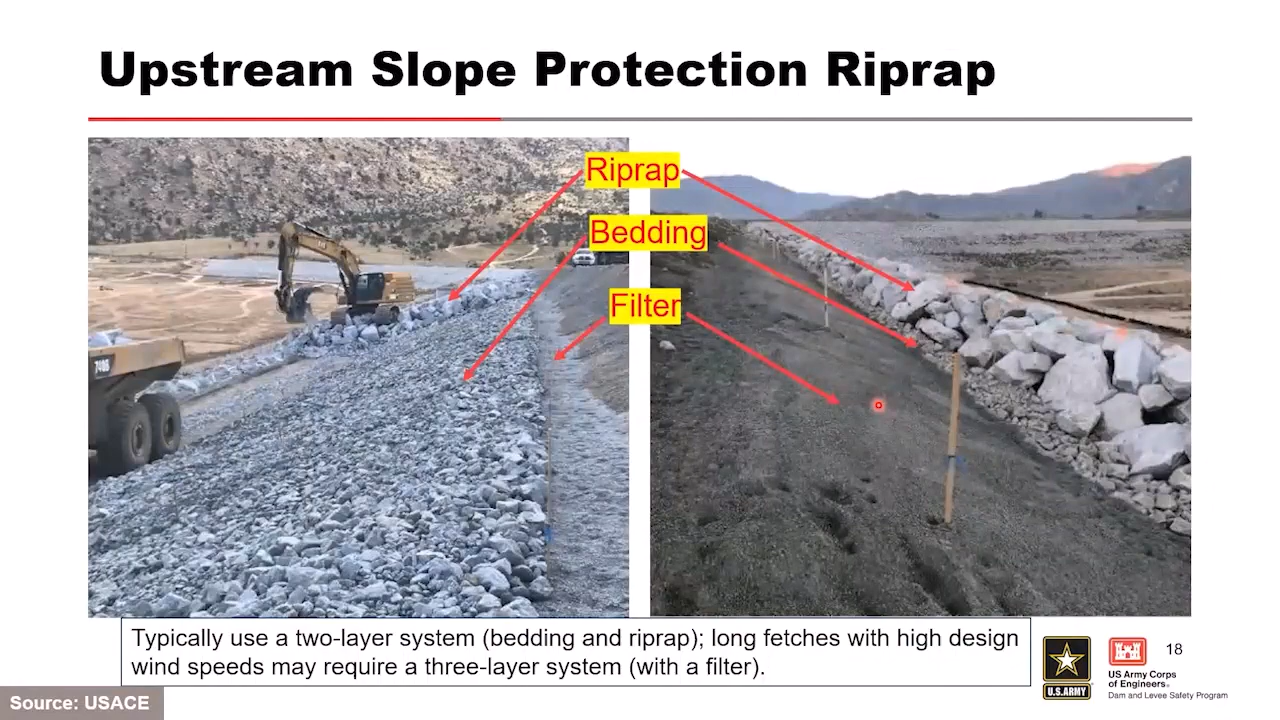 Upstream Slope Protection Riprap
Riprap
Bedding
Filter
740B
Typically use a two-layer system (bedding and riprap); long fetches with high design
wind speeds may require a three-layer system (with a filter).
U.S.ARMY
US Army Corps
of Engineers®
Dam and Levee Safety Program
18
Source: USACE